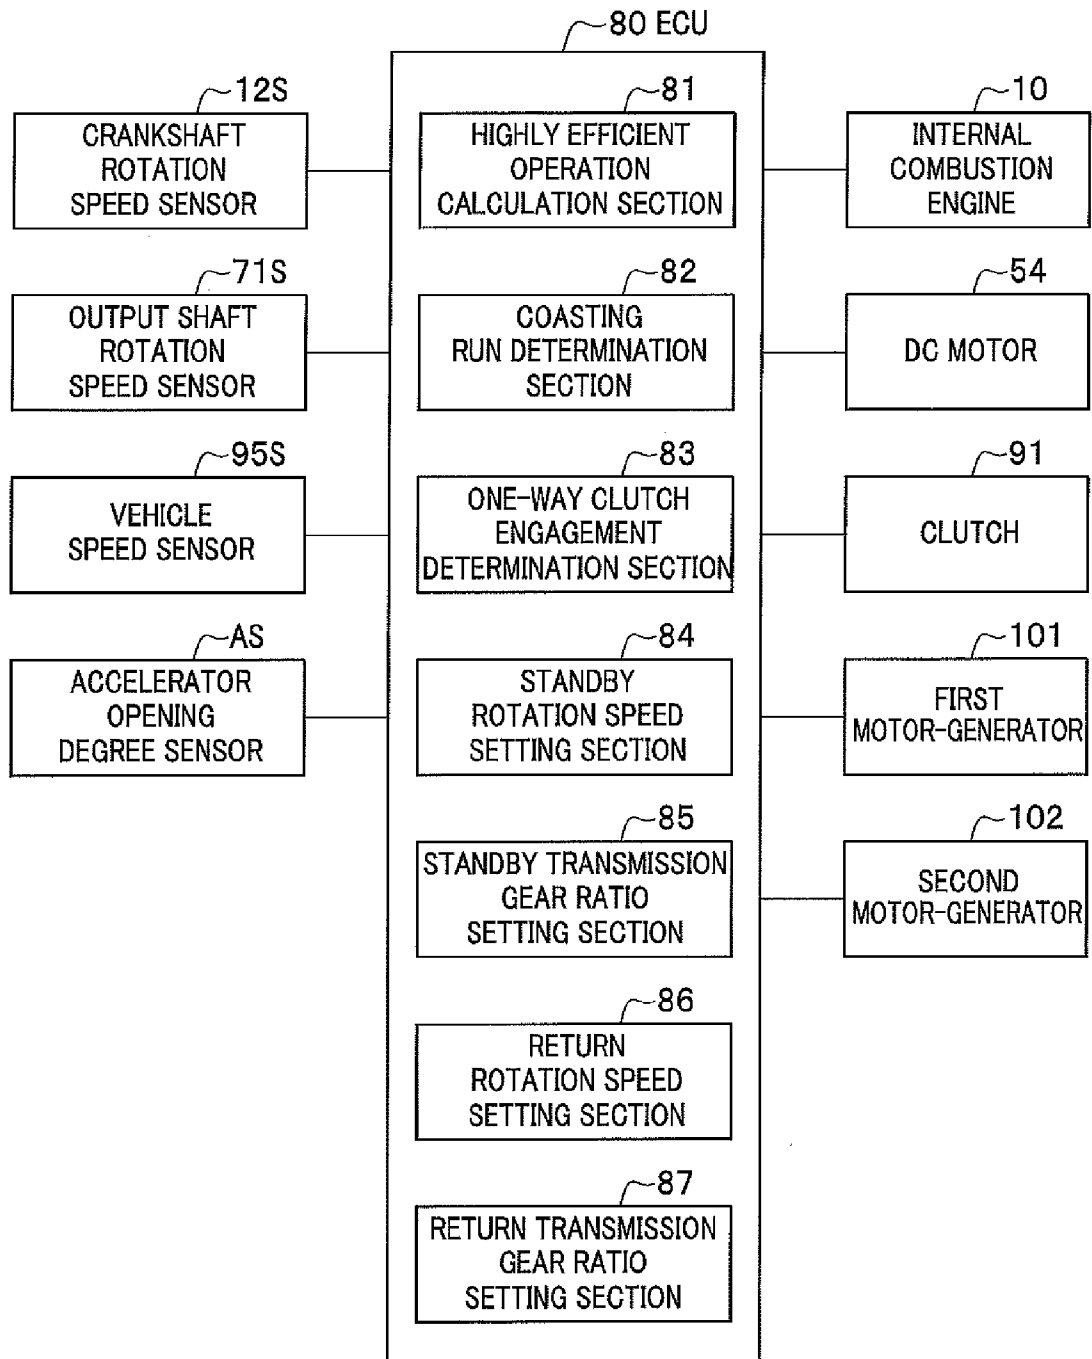 80 ECU
12S
CRANKSHAFT
ROTATION
SPEED SENSOR
71S
OUTPUT SHAFT
ROTATION
SPEED SENSOR
95S
VEHICLE
SPEED SENSOR
AS
ACCELERATOR
OPENING
DEGREE SENSOR
81
HIGHLY EFFICIENT
OPERATION
CALCULATION SECTION
82
COASTING
RUN DETERMINATION
SECTION
83
ONE-WAY CLUTCH
ENGAGEMENT
DETERMINATION SECTION
84
STANDBY
ROTATION SPEED
SETTING SECTION
85
STANDBY TRANSMISSION
GEAR RATIO
SETTING SECTION
86
RETURN
ROTATION SPEED
SETTING SECTION
87
RETURN TRANSMISSION
GEAR RATIO
SETTING SECTION
10
INTERNAL
COMBUSTION
ENGINE
54
DC MOTOR
91
CLUTCH
101
FIRST
MOTOR-GENERATOR
102
SECOND
MOTOR-GENERATOR